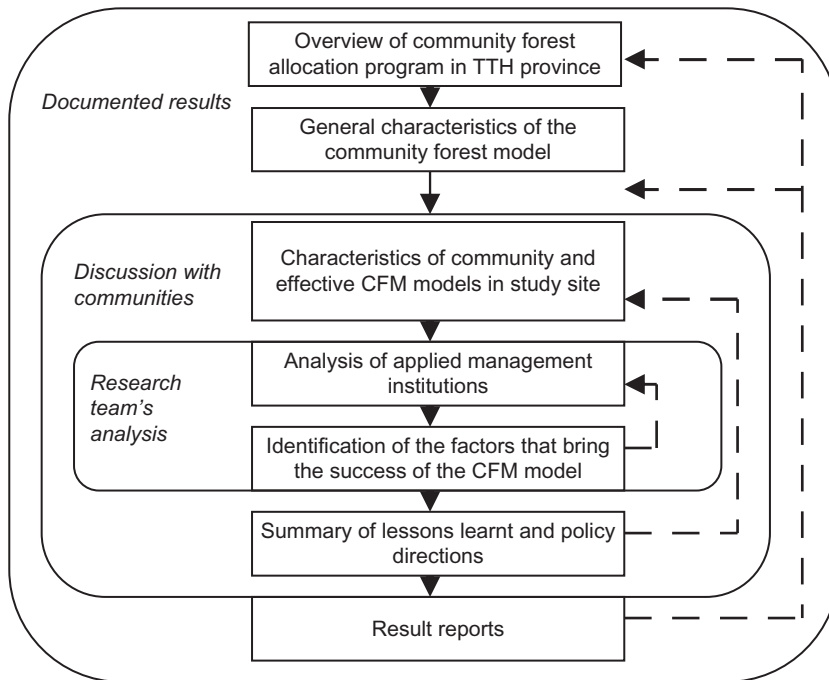 Overview of community forest
allocation program in TTH province
Documented results
General characteristics of the
community forest model
Characteristics of community and
effective CFM models in study site
Discussion with
communities
Analysis of applied management
institutions
Research
team's
analysis
Identification of the factors that bring
the success of the CFM model
Summary of lessons learnt and policy
directions
Result reports